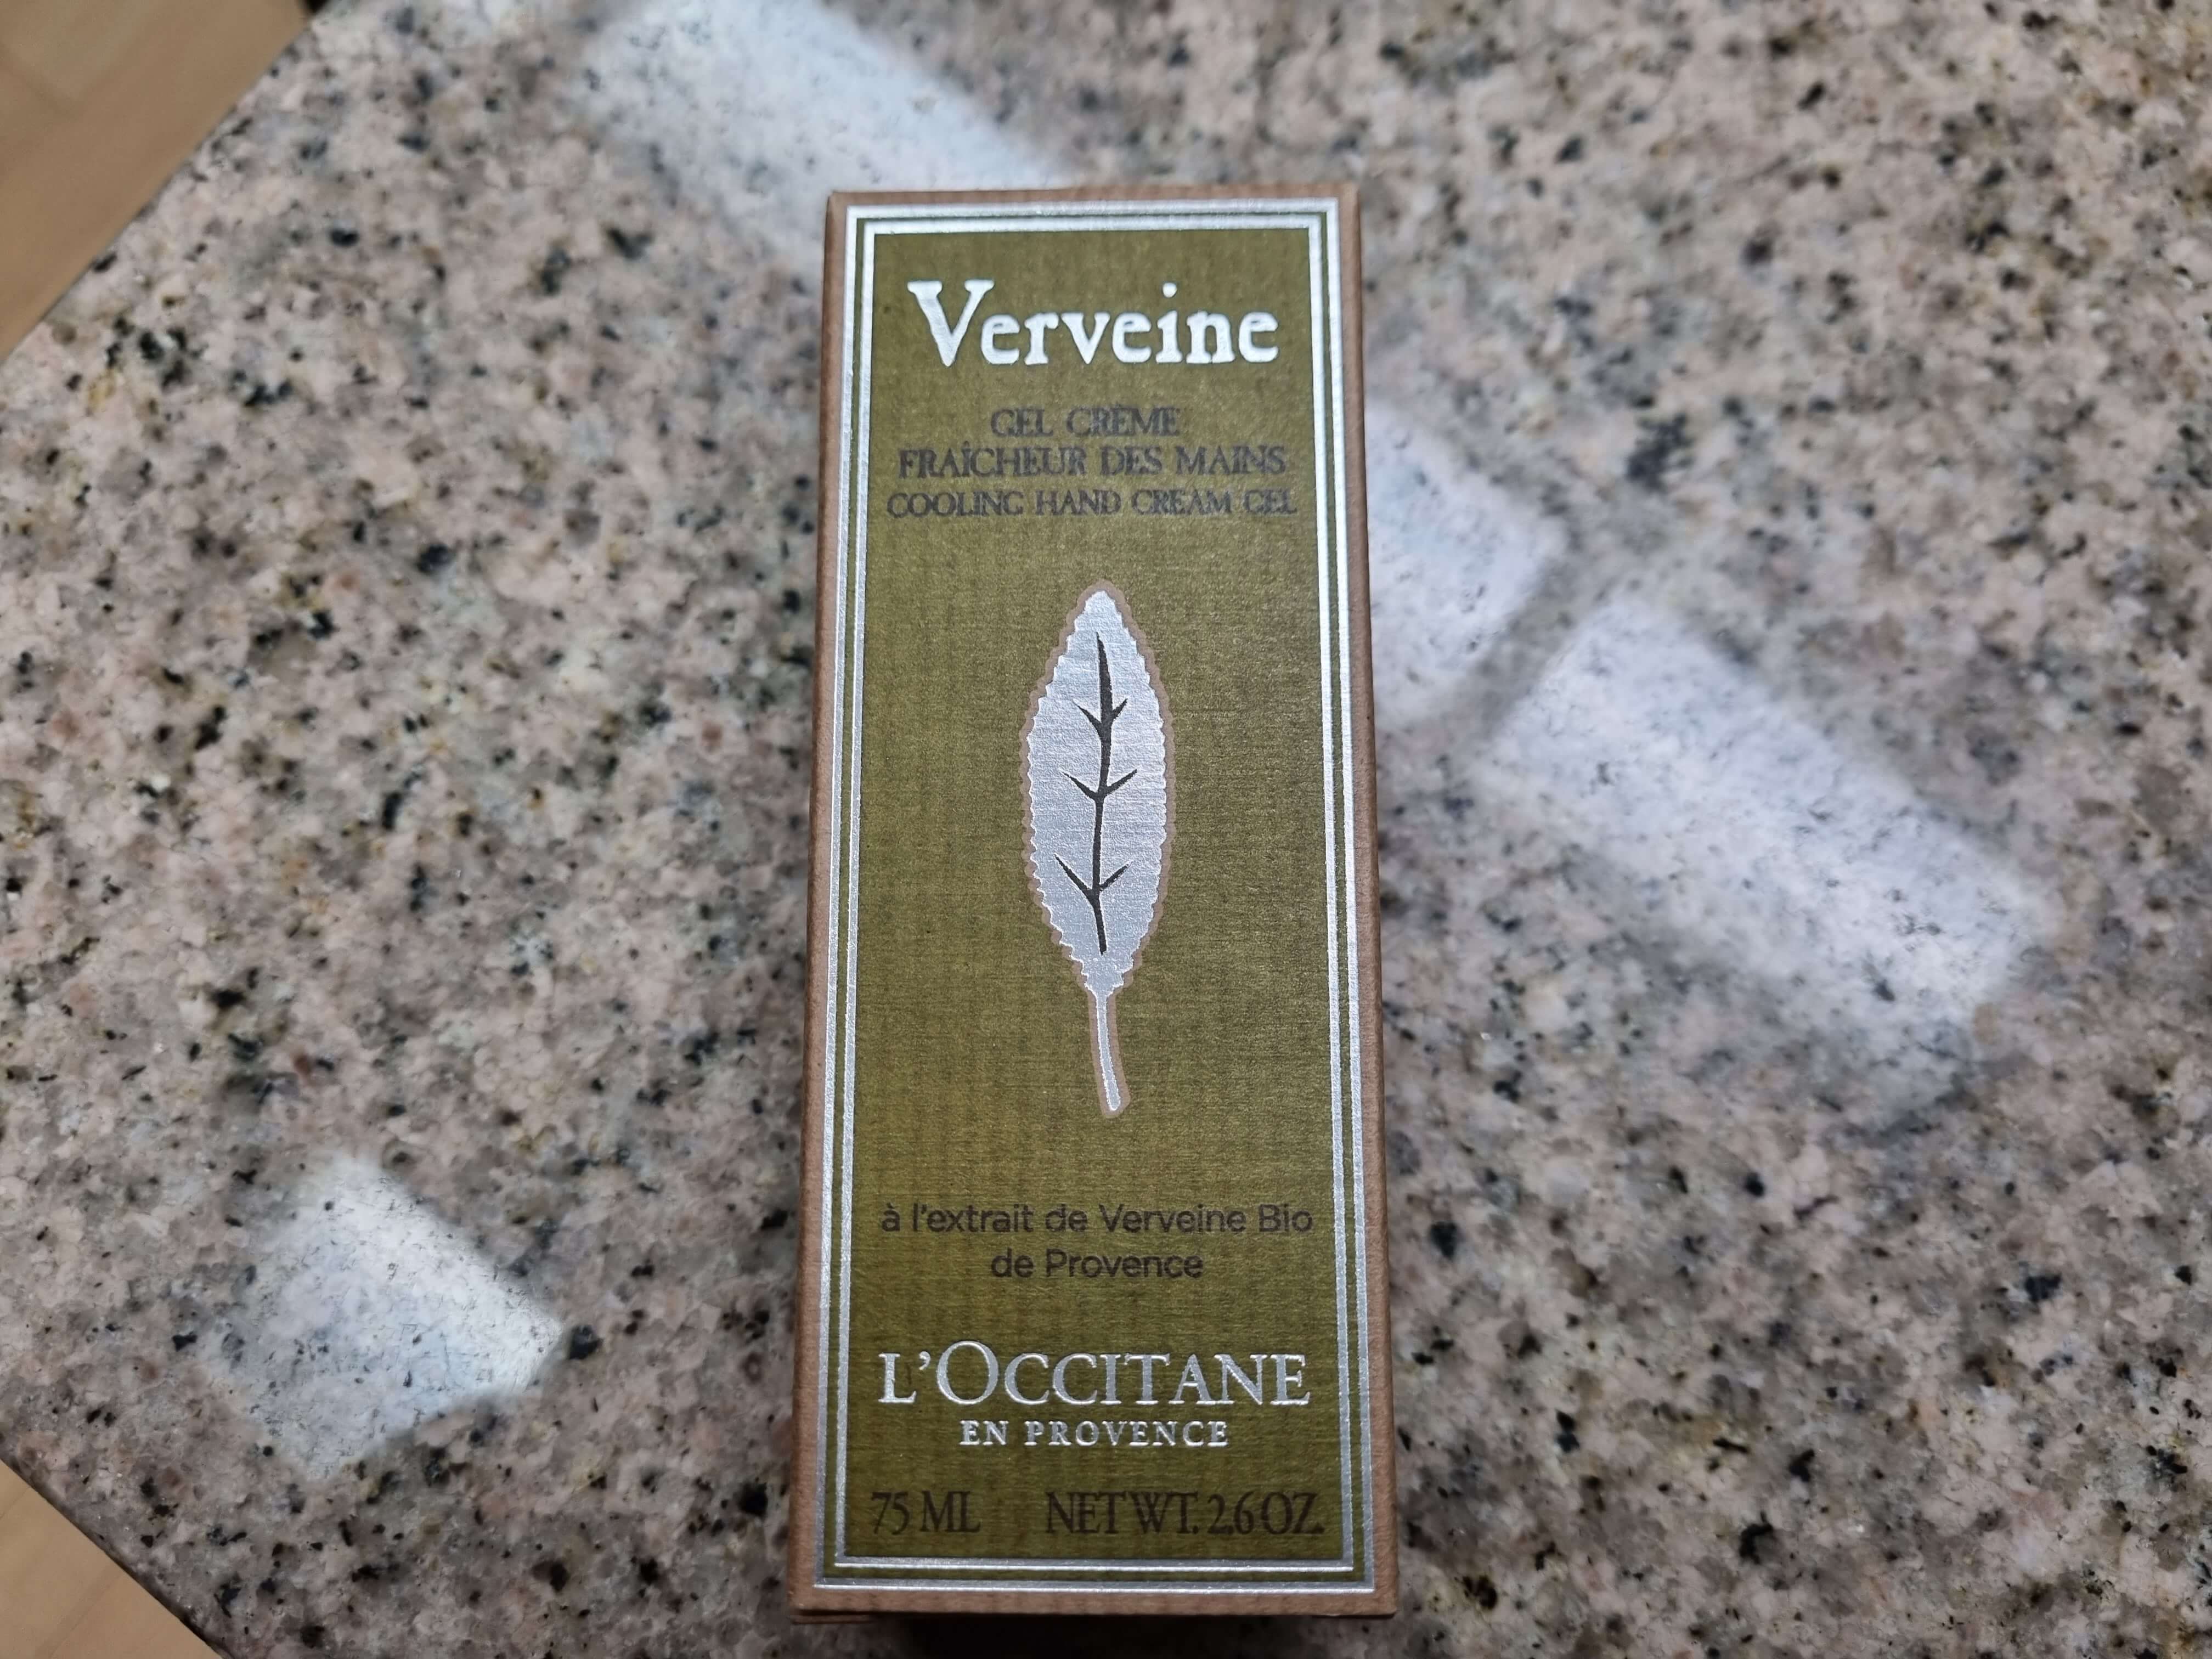 Verveine
GEL CRÈME
FRAÎCHEUR DES MAINS
COOLING HAND CREAM GEL
à l'extrait de Verveine Bio
de Provence
L'OCCITANE
EN PROVENCE
75 ML NET WT. 2.6 OZ.